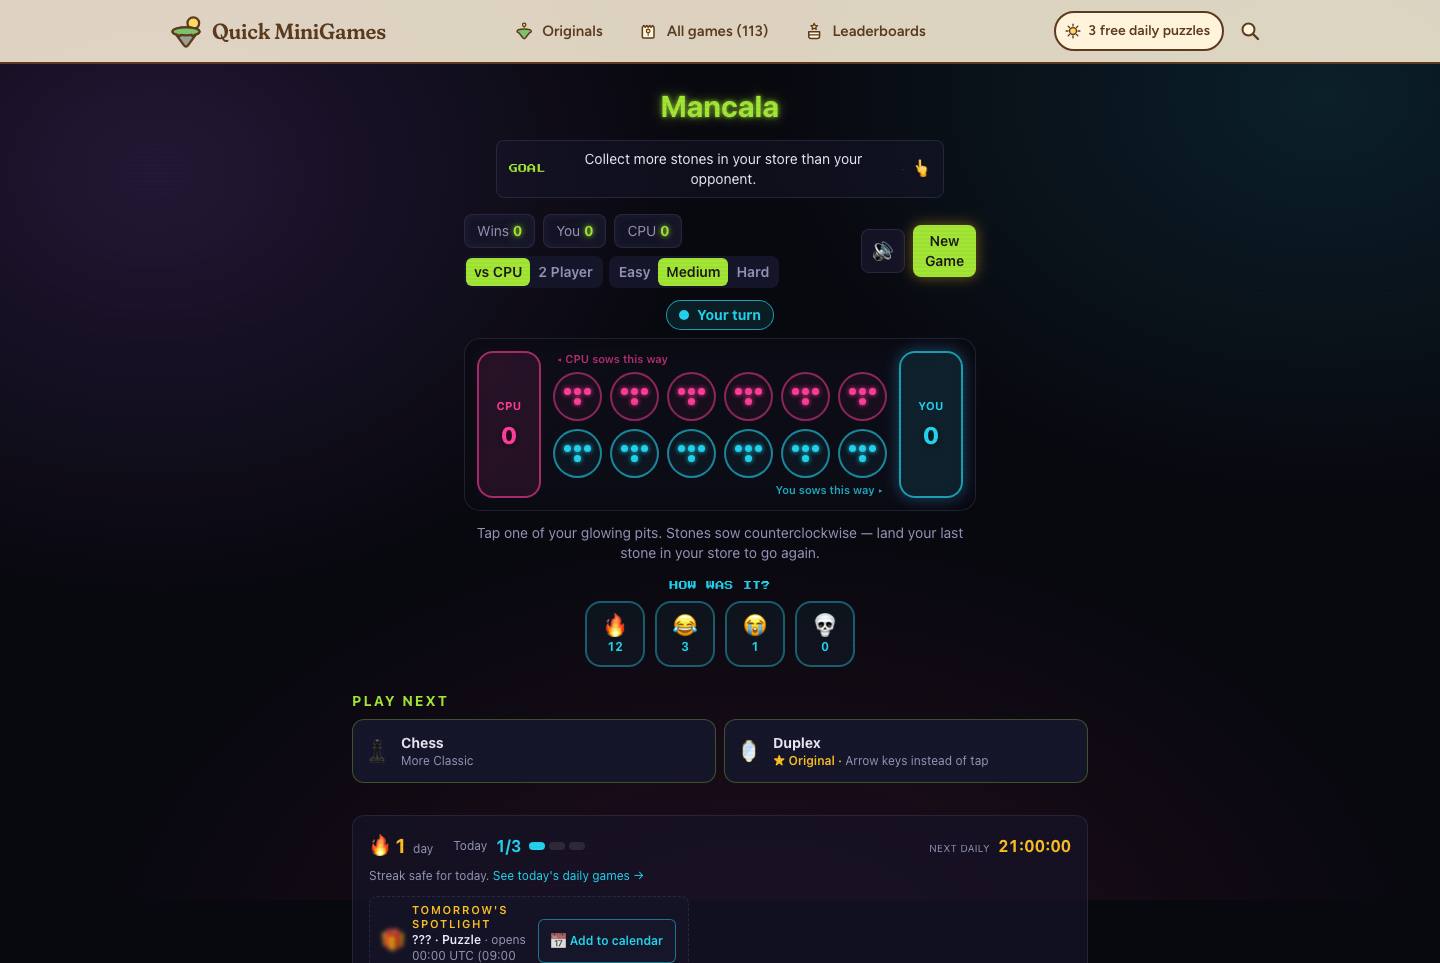 Quick MiniGames
Originals
All games (113)
Leaderboards
3 free daily puzzles
Mancala
GOAL
Collect more stones in your store than your
opponent.
Wins 0
You 0
CPU 0
New
Game
vs CPU
2 Player
Easy
Medium
Hard
Your turn
CPU sows this way
CPU
0
YOU
0
You sows this way
Tap one of your glowing pits. Stones sow counterclockwise — land your last
stone in your store to go again.
HOW WAS IT?
12
3
1
0
PLAY NEXT
Chess
More Classic
Duplex
Original · Arrow keys instead of tap
1 day
Today 1/3
NEXT DAILY 21:00:00
Streak safe for today. See today's daily games →
TOMORROW'S
SPOTLIGHT
??? · Puzzle · opens
00:00 UTC (09:00
Add to calendar